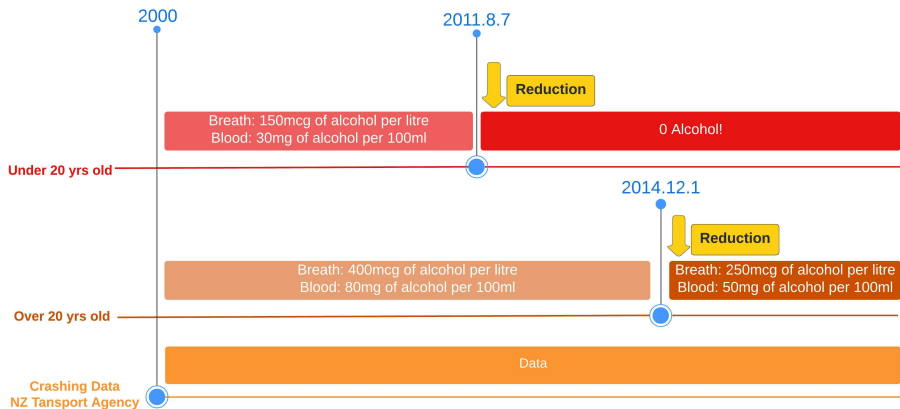 2000
2011.8.7
Reduction
Breath: 150mcg of alcohol per litre
Blood: 30mg of alcohol per 100ml
0 Alcohol!
Under 20 yrs old
2014.12.1
Reduction
Breath: 400mcg of alcohol per litre
Blood: 80mg of alcohol per 100ml
Breath: 250mcg of alcohol per litre
Blood: 50mg of alcohol per 100ml
Over 20 yrs old
Data
Crashing Data
NZ Tansport Agency